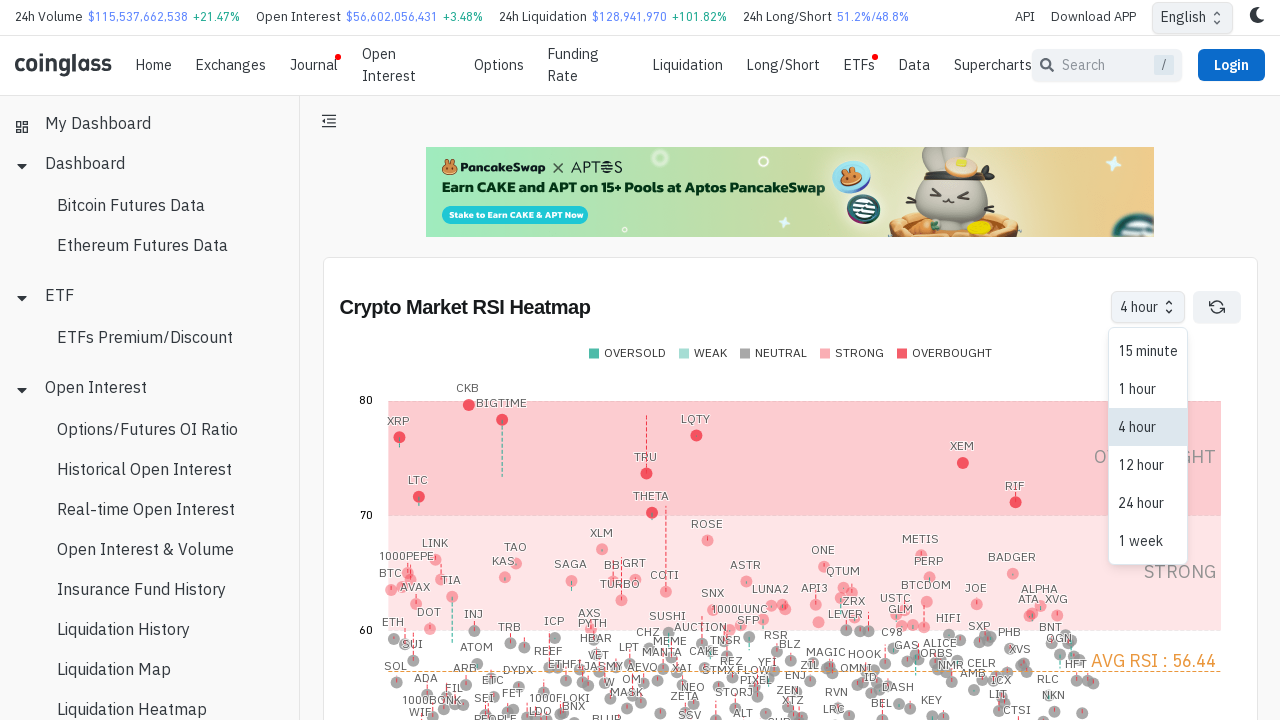 24h Volume $115,537,662,538 +21.47% Open Interest $56,602,056,431 +3.48% 24h Liquidation $128,941,970 +101.82% 24h Long/Short 51.2%/48.8% API Download APP English
coinglass Home Exchanges Journal Open Interest Options Funding Rate Liquidation Long/Short ETFs Data Supercharts Search / Login
My Dashboard
Dashboard
Bitcoin Futures Data
Ethereum Futures Data
ETF
ETFs Premium/Discount
Open Interest
Options/Futures OI Ratio
Historical Open Interest
Real-time Open Interest
Open Interest & Volume
Insurance Fund History
Liquidation History
Liquidation Map
Liquidation Heatmap
PancakeSwap X APTOS
Earn CAKE and APT on 15+ Pools at Aptos PancakeSwap
Stake to Earn CAKE & APT Now
Crypto Market RSI Heatmap
4 hour
15 minute
1 hour
4 hour
12 hour
24 hour
1 week
OVERSOLD WEAK NEUTRAL STRONG OVERBOUGHT
80
70
60
CKB
BIGTIME
XRP
LQTY
TRU
XEM
LTC
RIF
THETA
ROSE
XLM
METIS
LINK
TAO
ONE
1000PEPE
KAS
SAGA
GRT
ASTR
PERP
BADGER
STRONG
BTC
AVAX
TIA
TURBO
COTI
QTUM
BTCDOM
JOE
ALPHA
SNX
LUNA2
API3
ZRX
USTC
ATA
XVG
DOT
INJ
AXS
PYTH
SUSHI
1000LUNC
LEVER
GLM
HIFI
ETH
TRB
ICP
CHZ
AUCTION
SFP
C98
SXP
PHB
BNT
SUI
ATOM
HBAR
MEME
TNSR
RSR
BLZ
GAS
ALICE
OGN
LPT
VET
MANTA
CAKE
MAGIC
HOOK
ORBS
XVS
AVG RSI : 56.44
SOL
ARB
DYDX
ETHFI
JASMY
AEVO
XAI
STMX
REZ
FLOW
YFI
ZIL
OMNI
NMR
CELR
HFT
ADA
ETC
OM
NEO
PIXEL
ENJ
ID
DASH
AMB
ICX
RLC
FIL
FET
W
MASK
ZETA
STORJ
ZEN
RVN
LIT
NKN
1000BONK
SEI
1000FLOKI
XTZ
KEY
WIF
LDO
BNX
SSV
ALT
LRC
BEL
CTSI
PEOPLE
BLUR